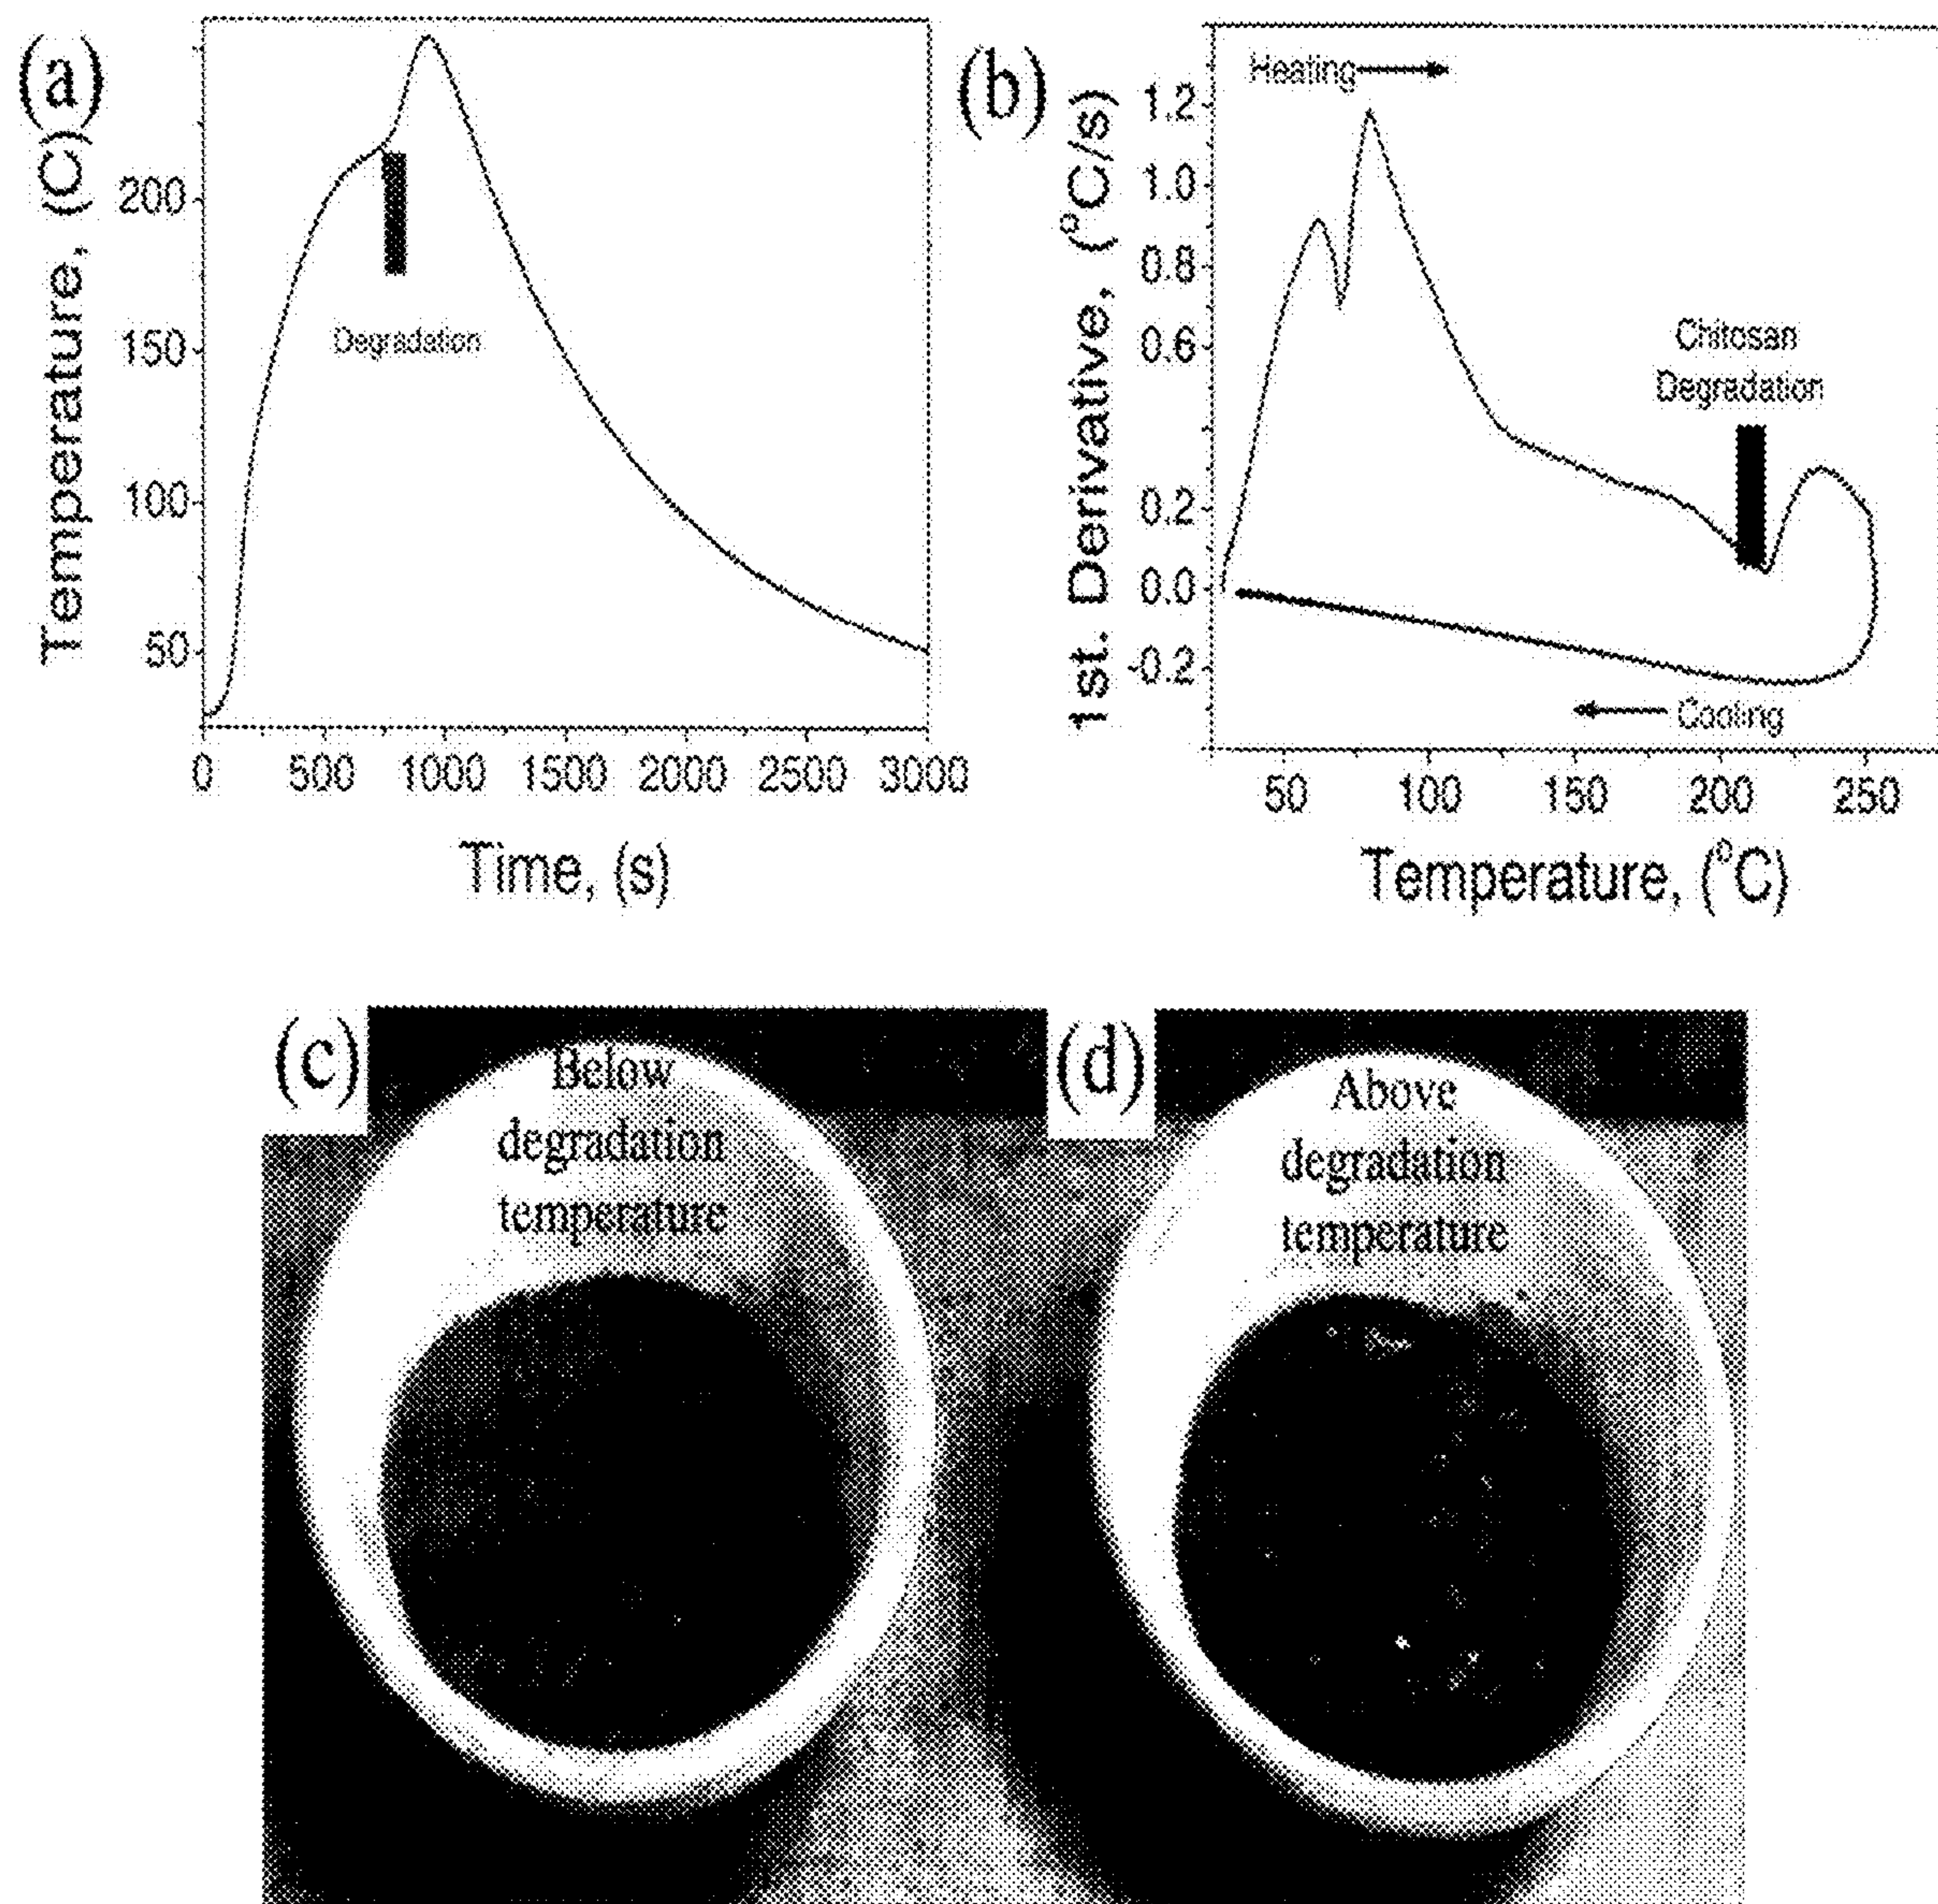 (a)
Temperature, (C)
200
150
100
50
Degradation
0 500 1000 1500 2000 2500 3000
Time, (s)
(b)
1st. Derivative, (°C/s)
Heating
1.2
1.0
0.8
0.6
0.2
0.0
-0.2
Chitosan
Degradation
Cooling
50 100 150 200 250
Temperature, (°C)
(c)
Below
degradation
temperature
(d)
Above
degradation
temperature